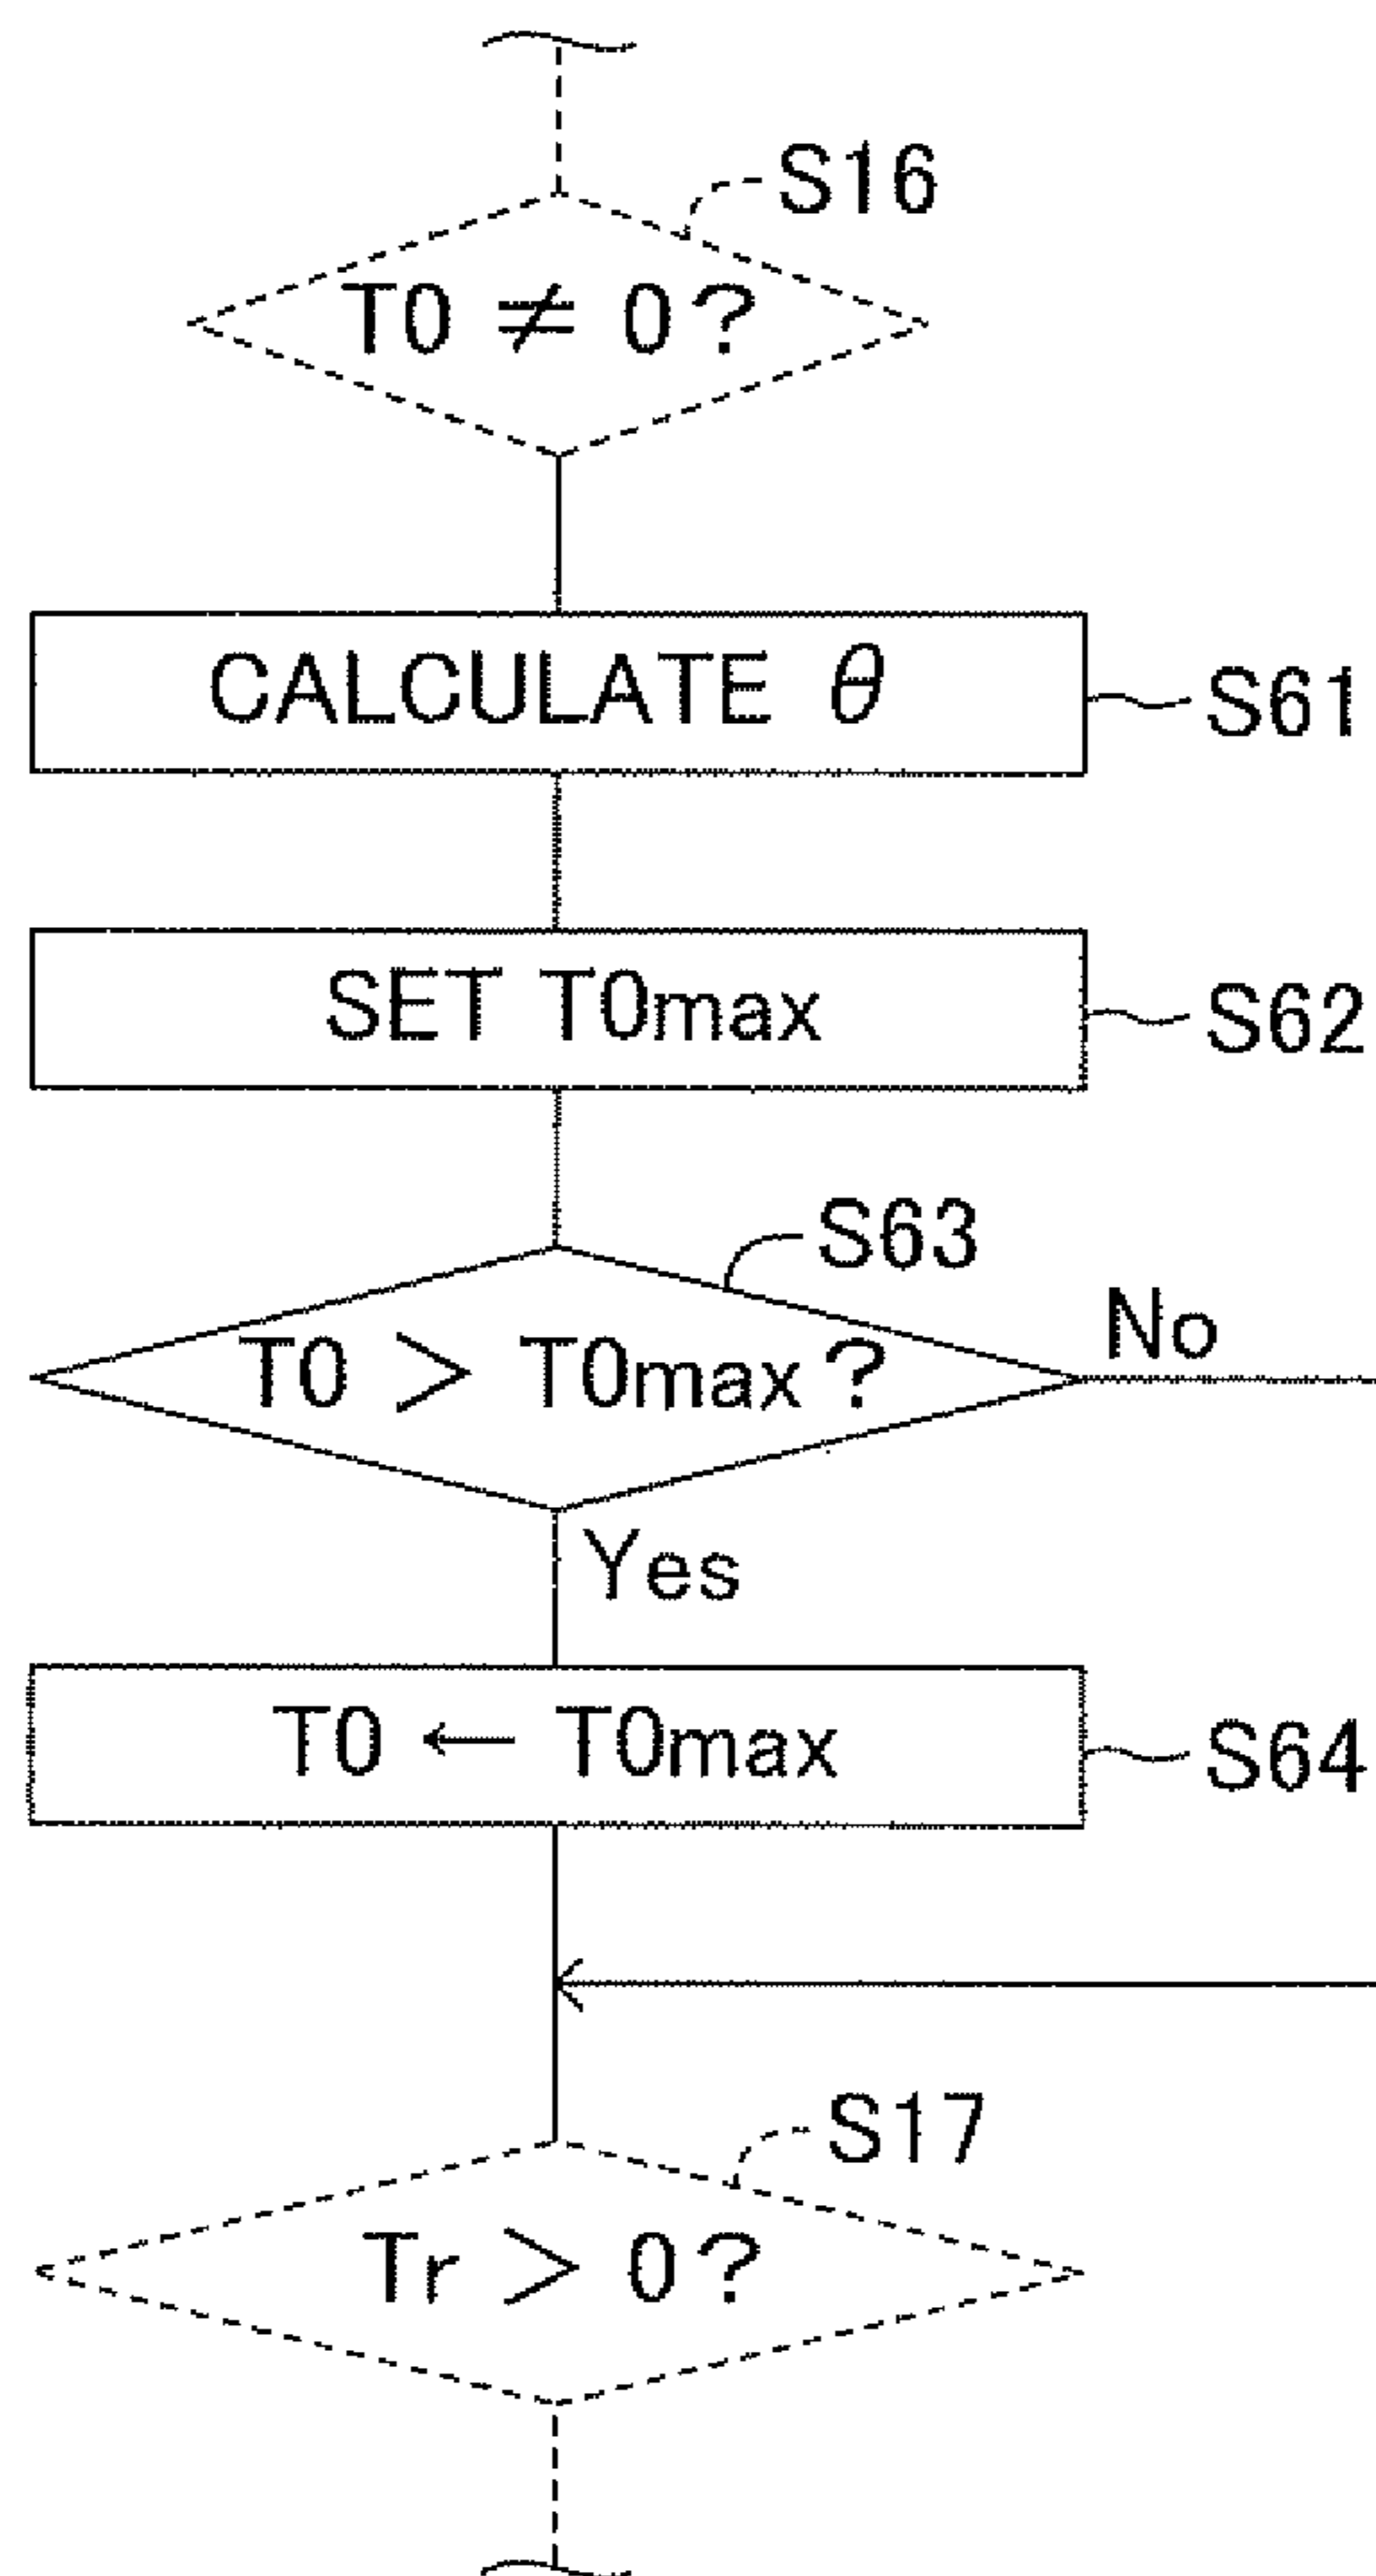 S16
T0 ≠ 0?
CALCULATE θ
S61
SET T0max
S62
S63
T0 > T0max?
No
Yes
T0 ← T0max
S64
S17
Tr > 0?